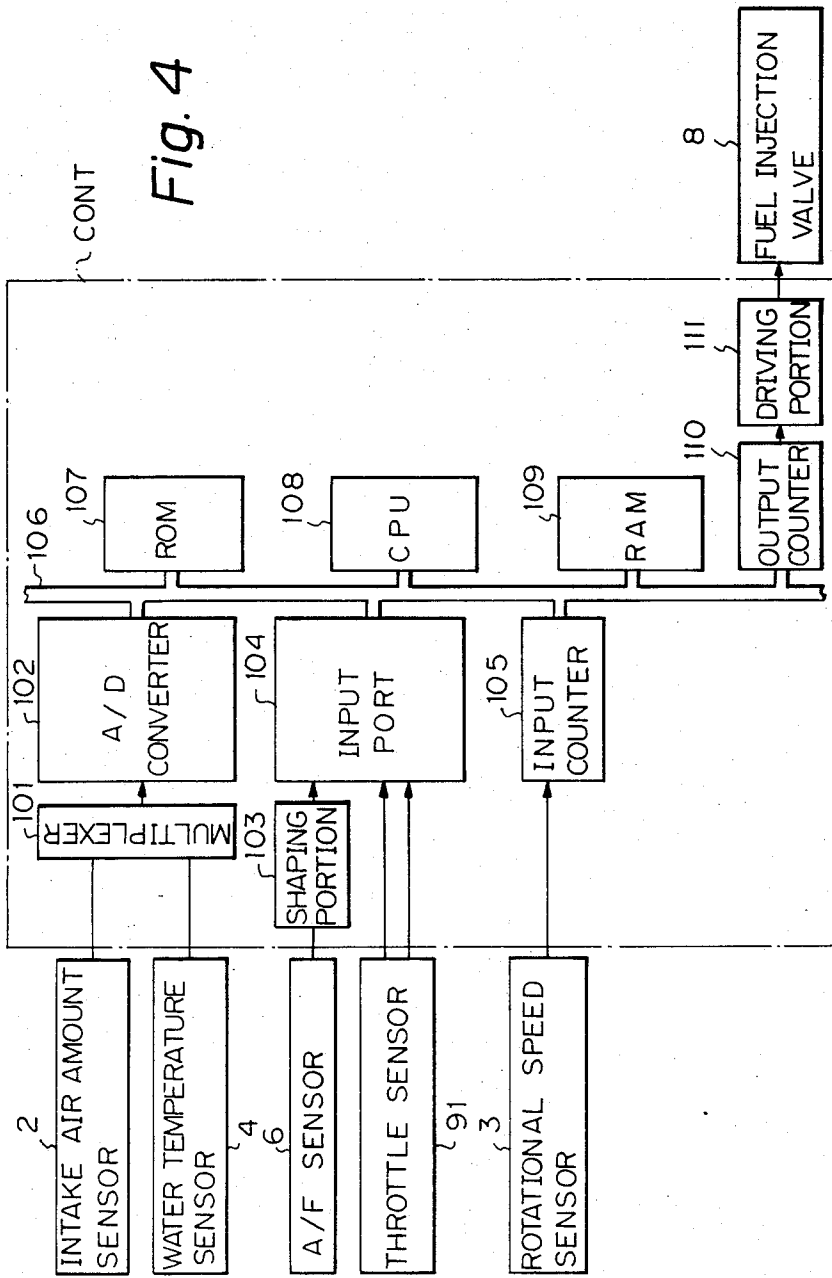 Fig. 4
CONT
2
INTAKE AIR AMOUNT
SENSOR
WATER TEMPERATURE
SENSOR
4
6
A/F SENSOR
THROTTLE SENSOR
91
3
ROTATIONAL SPEED
SENSOR
101
MULTIPLEXER
102
A/D
CONVERTER
103
SHAPING
PORTION
104
INPUT
PORT
105
INPUT
COUNTER
106
107
ROM
108
CPU
109
RAM
110
OUTPUT
COUNTER
111
DRIVING
PORTION
8
FUEL INJECTION
VALVE